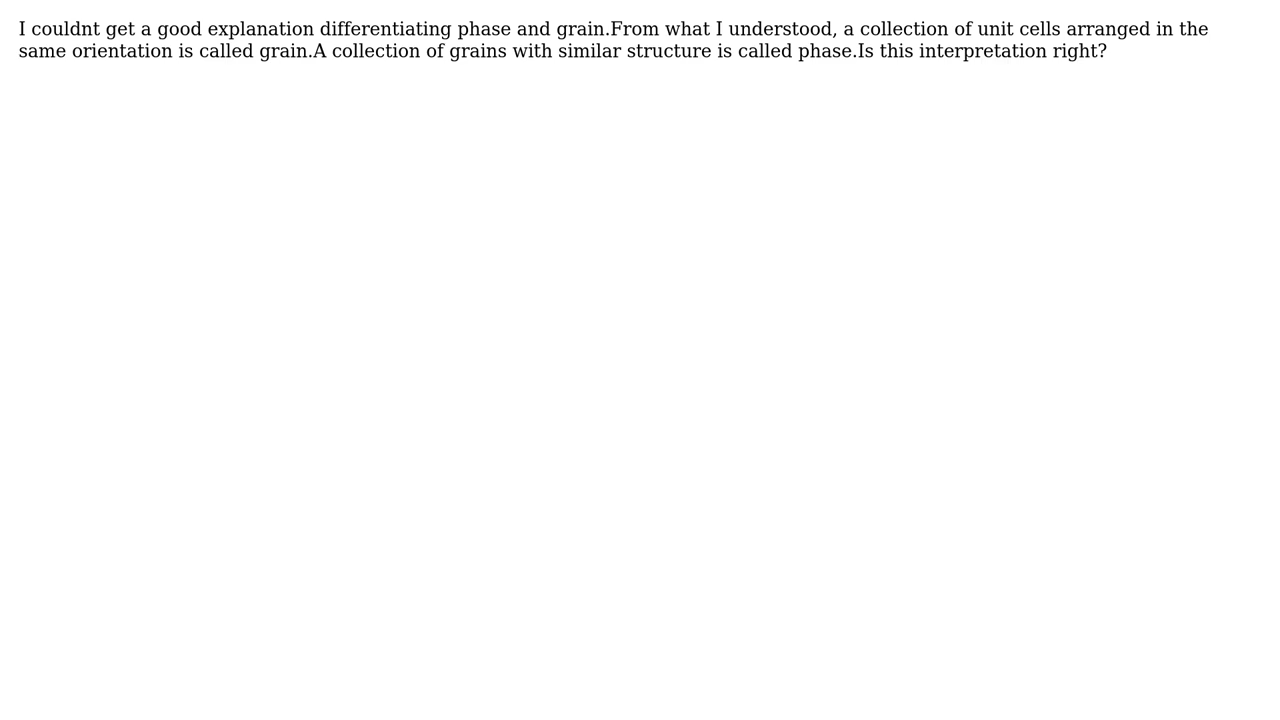 I couldnt get a good explanation differentiating phase and grain.From what I understood, a collection of unit cells arranged in the
same orientation is called grain.A collection of grains with similar structure is called phase.Is this interpretation right?